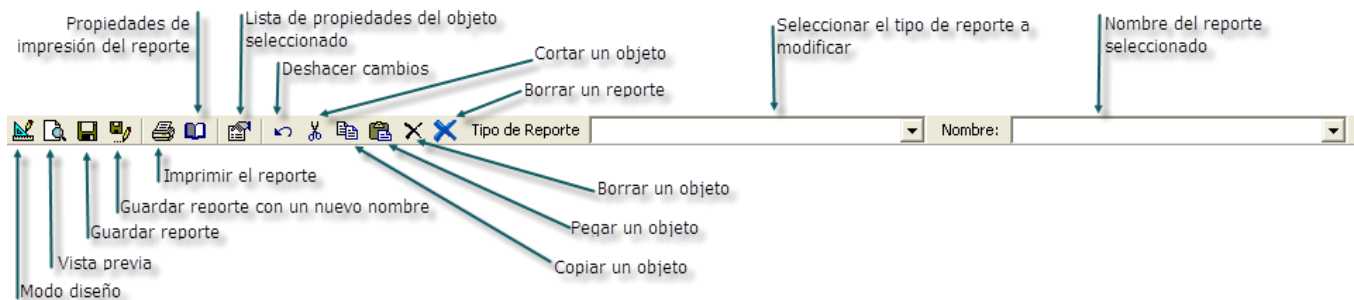 Propiedades de
impresión del reporte
Lista de propiedades del objeto
seleccionado
Deshacer cambios
Cortar un objeto
Borrar un reporte
Seleccionar el tipo de reporte a
modificar
Nombre del reporte
seleccionado
Tipo de Reporte
Nombre:
Imprimir el reporte
Guardar reporte con un nuevo nombre
Guardar reporte
Vista previa
Modo diseño
Borrar un objeto
Pegar un objeto
Copiar un objeto